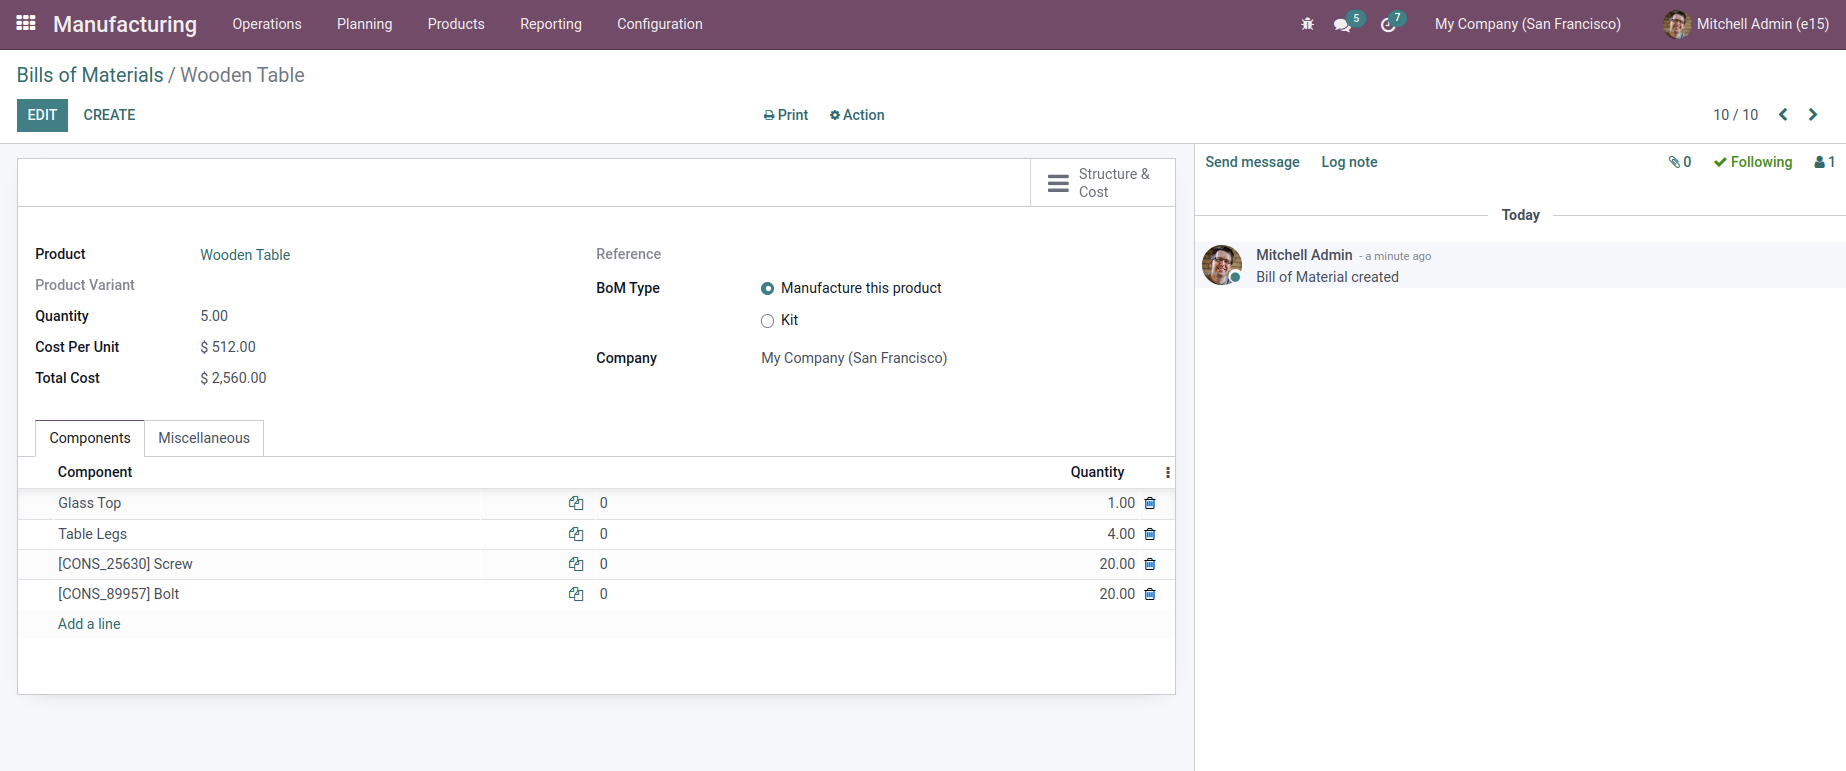 Manufacturing Operations Planning Products Reporting Configuration 5 7 My Company (San Francisco) Mitchell Admin (e15)
Bills of Materials / Wooden Table
EDIT CREATE Print Action 10 / 10
Structure &
Cost
Product Wooden Table
Product Variant
Quantity 5.00
Cost Per Unit $ 512.00
Total Cost $ 2,560.00
Reference
BoM Type Manufacture this product
Kit
Company My Company (San Francisco)
Components Miscellaneous
Component Quantity
Glass Top 0 1.00
Table Legs 0 4.00
[CONS_25630] Screw 0 20.00
[CONS_89957] Bolt 0 20.00
Add a line
Send message Log note 0 Following 1
Today
Mitchell Admin - a minute ago
Bill of Material created